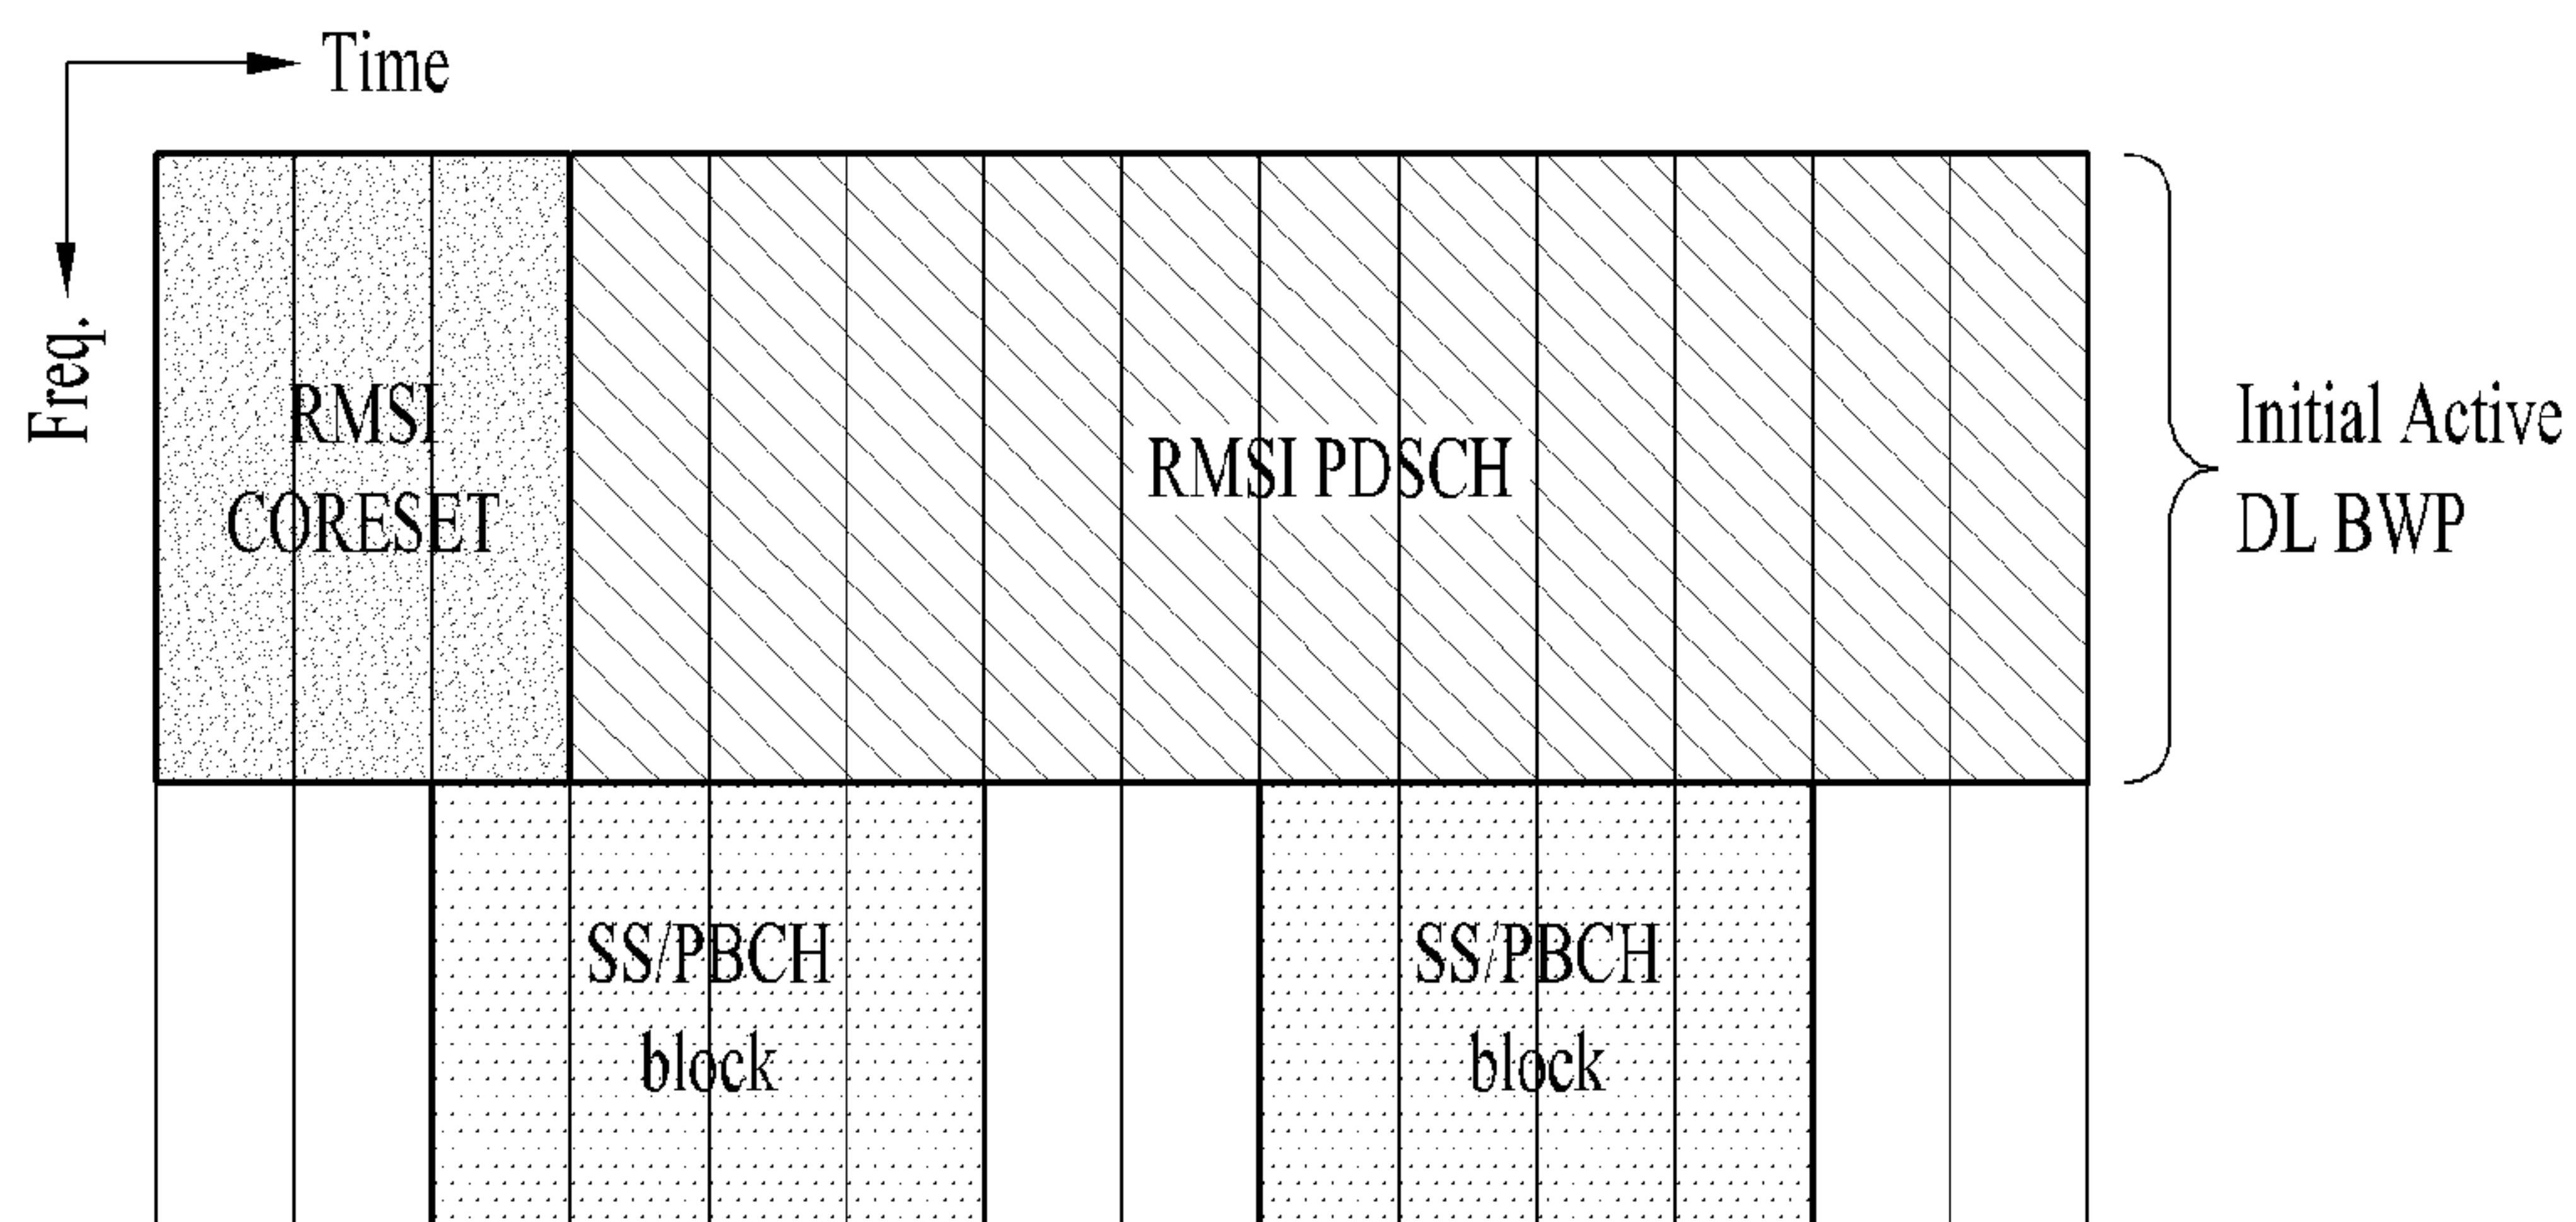 Time
Freq.
RMSI
CORESET
RMSI PDSCH
Initial Active
DL BWP
SS/PBCH
block
SS/PBCH
block